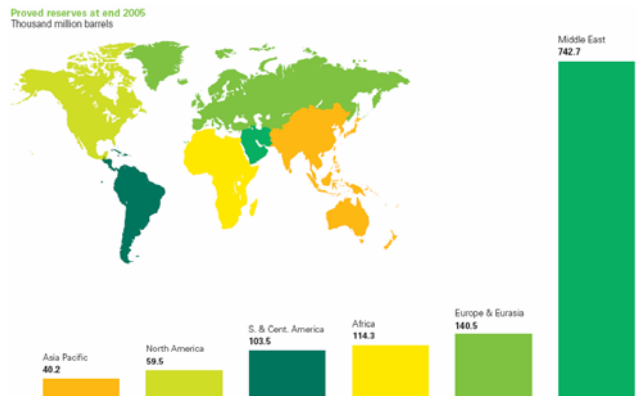 Proved reserves at end 2005
Thousand million barrels
Middle East
742.7
Asia Pacific
40.2
North America
59.5
S. & Cent. America
103.5
Africa
114.3
Europe & Eurasia
140.5